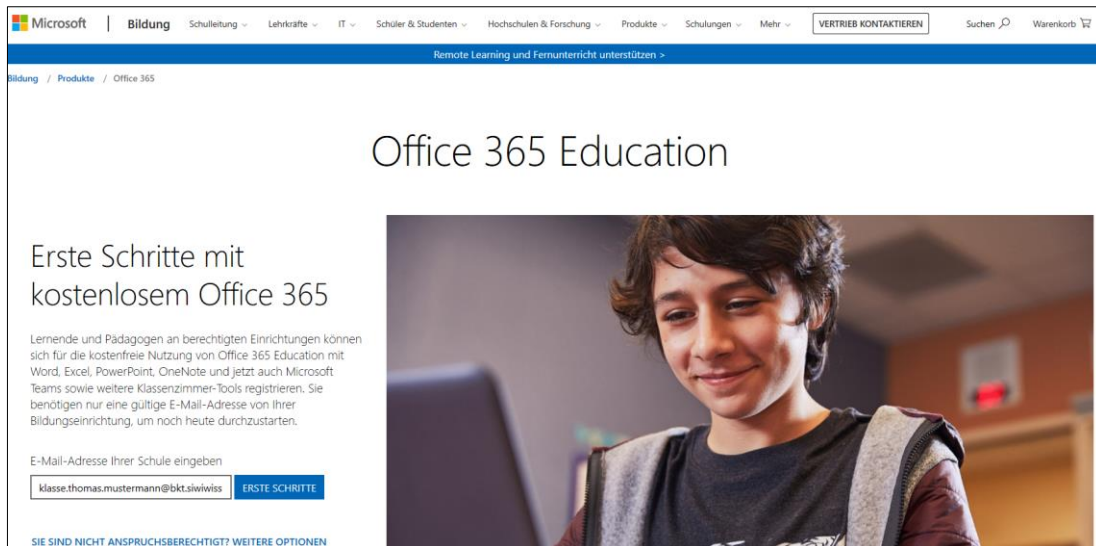 Microsoft Bildung Schulleitung Lehrkräfte IT Schüler & Studenten Hochschulen & Forschung Produkte Schulungen Mehr VERTRIEB KONTAKTIEREN Suchen Warenkorb
Remote Learning und Fernunterricht unterstützen >
Bildung / Produkte / Office 365
Office 365 Education
Erste Schritte mit
kostenlosem Office 365
Lernende und Pädagogen an berechtigten Einrichtungen können
sich für die kostenfreie Nutzung von Office 365 Education mit
Word, Excel, PowerPoint, OneNote und jetzt auch Microsoft
Teams sowie weitere Klassenzimmer-Tools registrieren. Sie
benötigen nur eine gültige E-Mail-Adresse von Ihrer
Bildungseinrichtung, um noch heute durchzustarten.
E-Mail-Adresse Ihrer Schule eingeben
klasse.thomas.mustermann@bkt.siwiwiss ERSTE SCHRITTE
SIE SIND NICHT ANSPRUCHSBERECHTIGT? WEITERE OPTIONEN